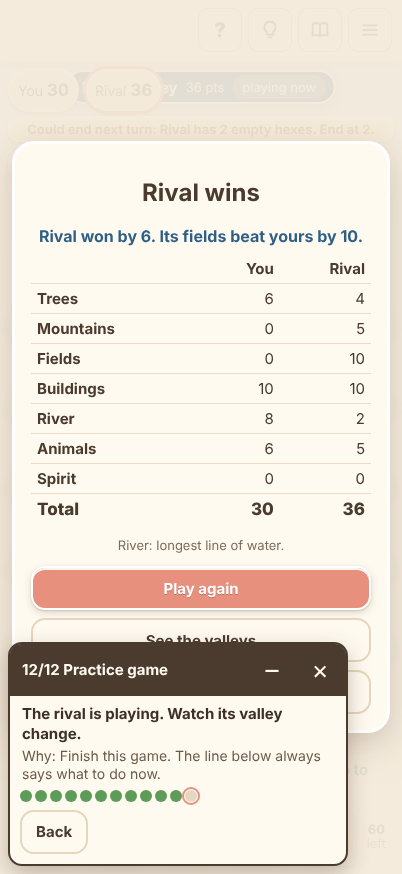 ?
You 30
Rival 36
ey 36 pts playing now
Could end next turn: Rival has 2 empty hexes. End at 2.
Rival wins
Rival won by 6. Its fields beat yours by 10.
You Rival
Trees 6 4
Mountains 0 5
Fields 0 10
Buildings 10 10
River 8 2
Animals 6 5
Spirit 0 0
Total 30 36
River: longest line of water.
Play again
See the valleys
12/12 Practice game
The rival is playing. Watch its valley
change.
Why: Finish this game. The line below always
says what to do now.
Back
to
60
left